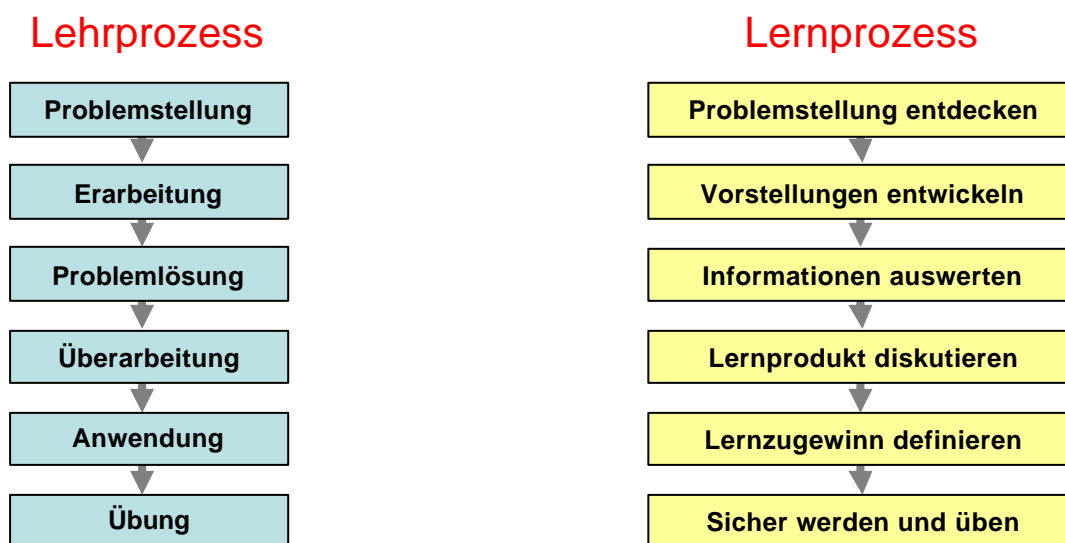 Lehrprozess
Problemstellung
Erarbeitung
Problemlösung
Überarbeitung
Anwendung
Übung
Lernprozess
Problemstellung entdecken
Vorstellungen entwickeln
Informationen auswerten
Lernprodukt diskutieren
Lernzugewinn definieren
Sicher werden und üben